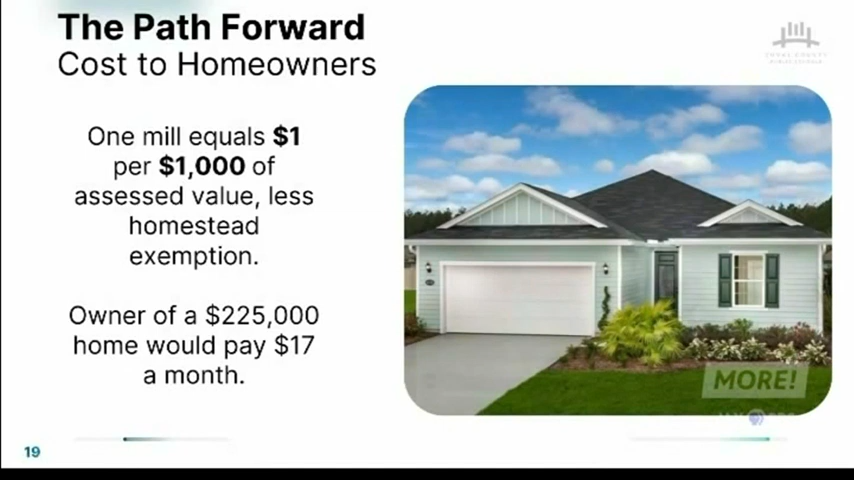 The Path Forward
Cost to Homeowners
One mill equals $1
per $1,000 of
assessed value, less
homestead
exemption.
Owner of a $225,000
home would pay $17
a month.
MORE!
19